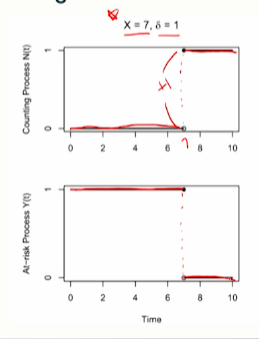 X = 7, δ = 1
Counting Process N(t)
1
0
0 2 4 6 8 10
7
At-risk Process Y(t)
1
0
0 2 4 6 8 10
Time